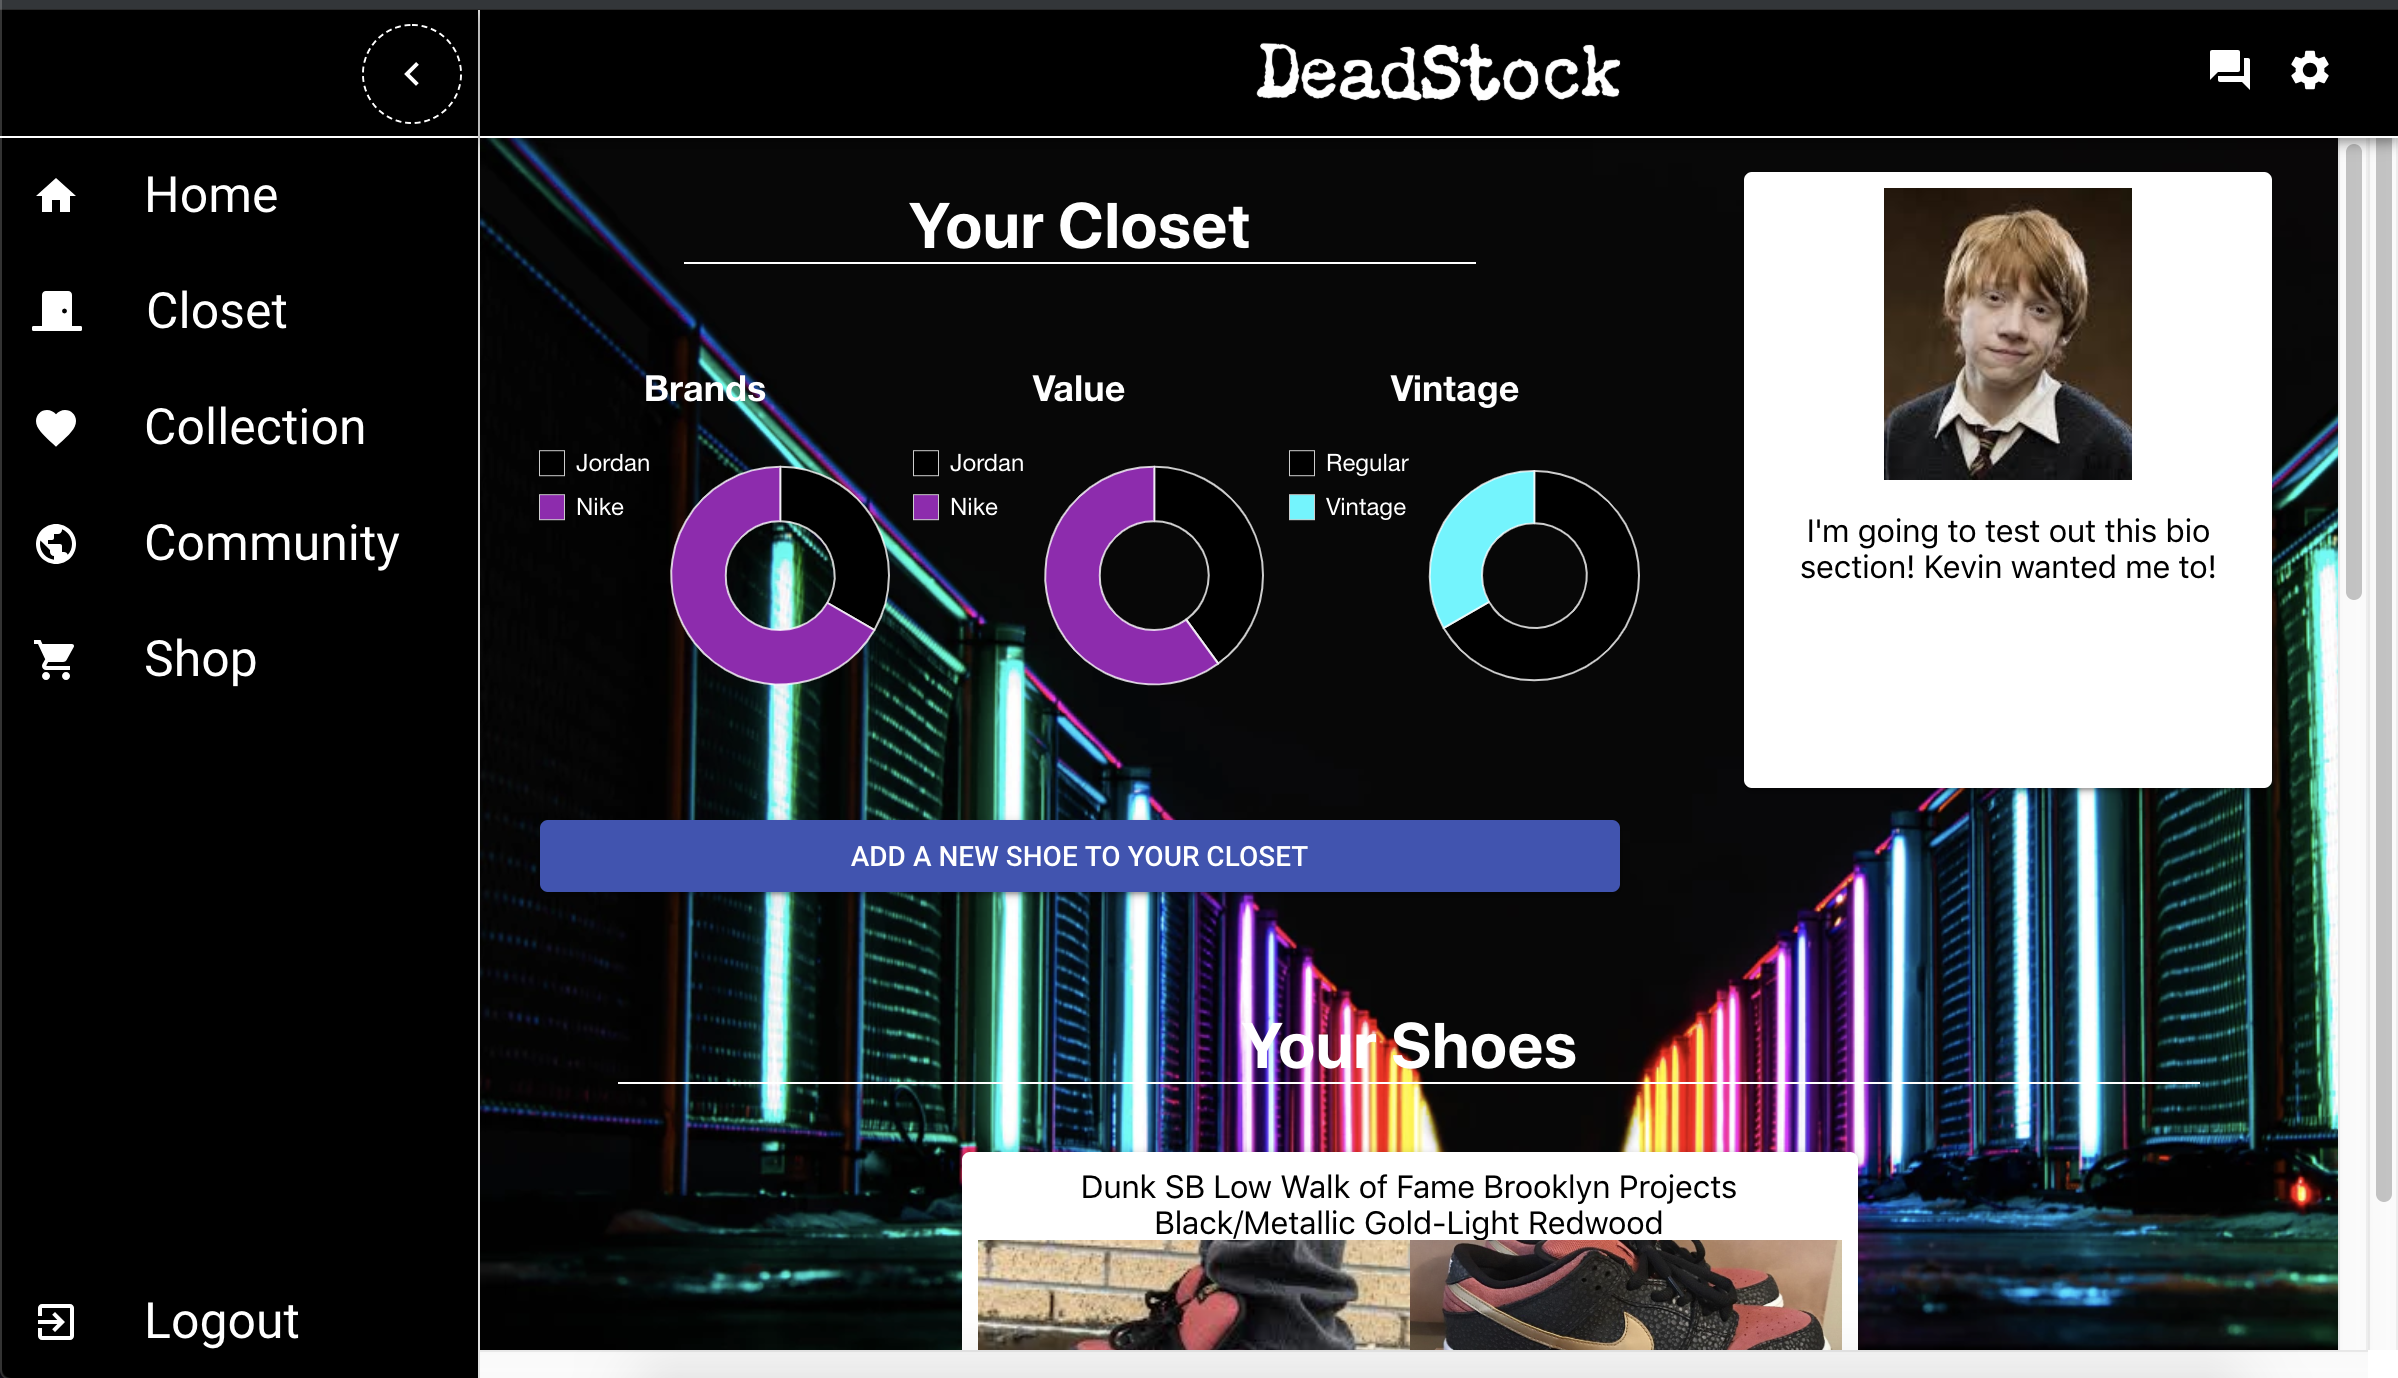 DeadStock
Home
Closet
Collection
Community
Shop
Logout
Your Closet
Brands
Jordan
Nike
Value
Jordan
Nike
Vintage
Regular
Vintage
I'm going to test out this bio
section! Kevin wanted me to!
ADD A NEW SHOE TO YOUR CLOSET
Your Shoes
Dunk SB Low Walk of Fame Brooklyn Projects
Black/Metallic Gold-Light Redwood